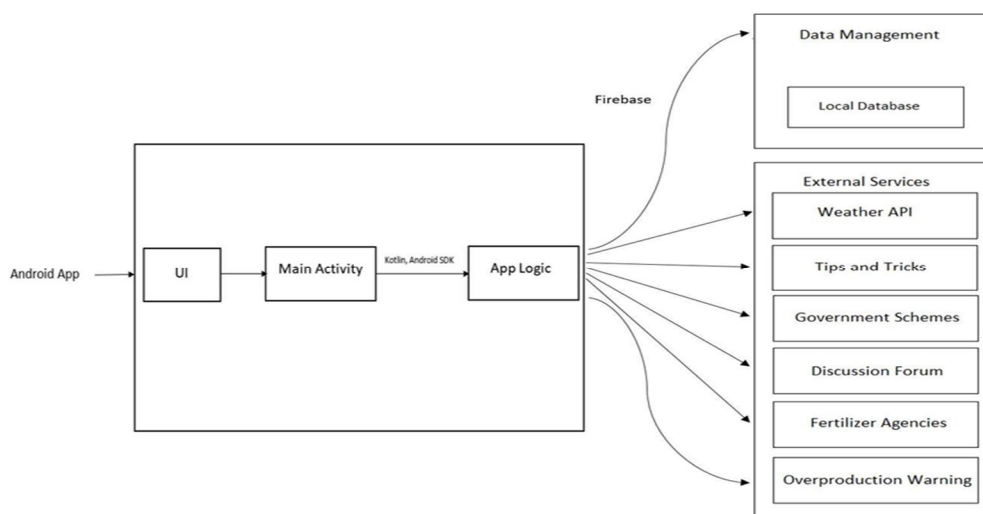 Data Management
Local Database
Firebase
External Services
Weather API
Tips and Tricks
Government Schemes
Discussion Forum
Fertilizer Agencies
Overproduction Warning
Android App
UI
Main Activity
Kotlin, Android SDK
App Logic